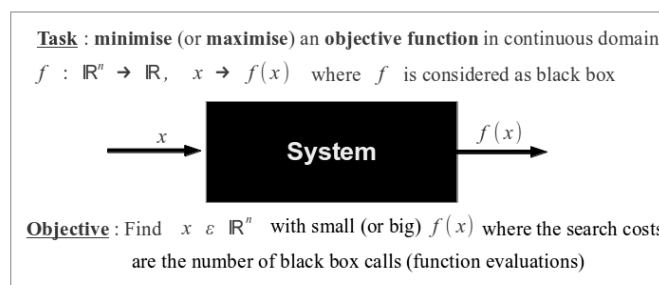 Task : minimise (or maximise) an objective function in continuous domain
f : ℝⁿ → ℝ, x → f(x) where f is considered as black box
x
f(x)
System
Objective : Find x ε ℝⁿ with small (or big) f(x) where the search costs
are the number of black box calls (function evaluations)